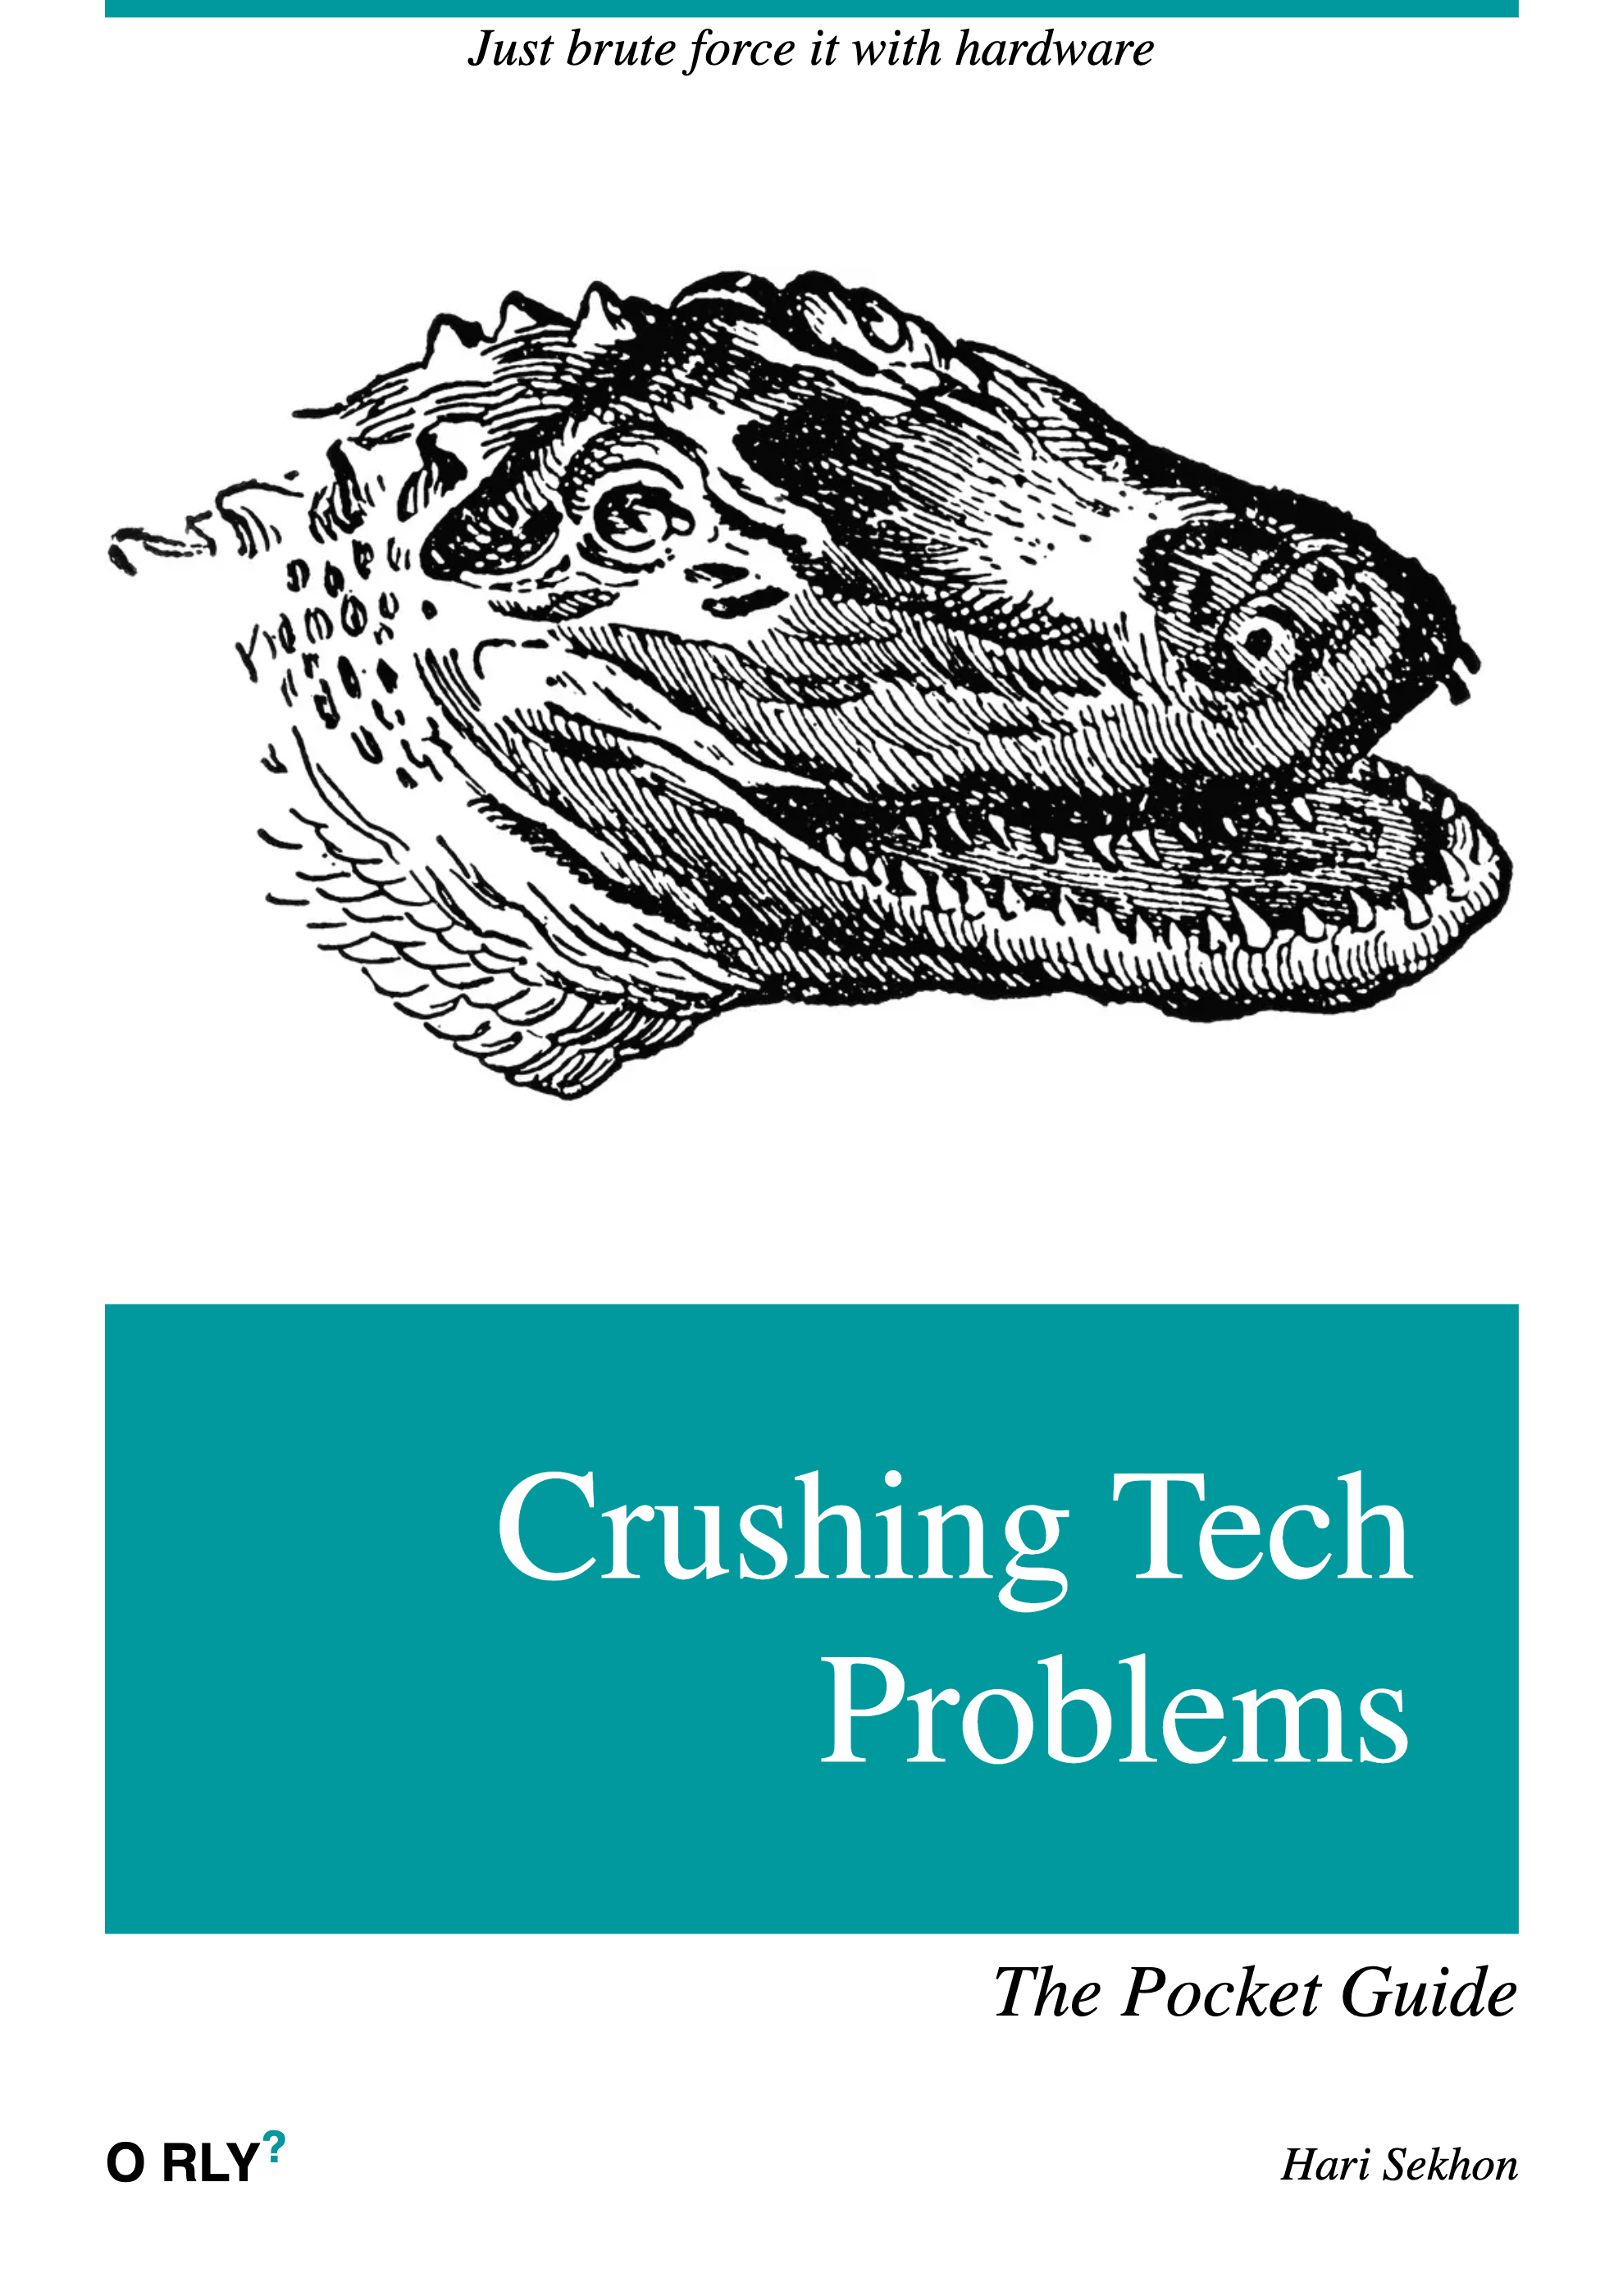 Just brute force it with hardware
Crushing Tech
Problems
The Pocket Guide
O RLY?
Hari Sekhon